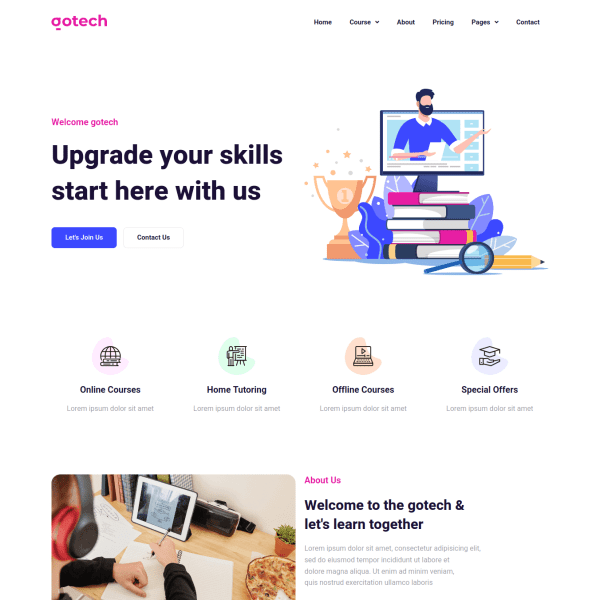 gotech
Home Course About Pricing Pages Contact
Welcome gotech
Upgrade your skills
start here with us
Let's Join Us Contact Us
1
Online Courses Home Tutoring Offline Courses Special Offers
Lorem ipsum dolor sit amet Lorem ipsum dolor sit amet Lorem ipsum dolor sit amet Lorem ipsum dolor sit amet
About Us
Welcome to the gotech &
let's learn together
Lorem ipsum dolor sit amet, consectetur adipisicing elit,
sed do eiusmod tempor incididunt ut labore et
dolore magna aliqua. Ut enim ad minim veniam,
quis nostrud exercitation ullamco laboris